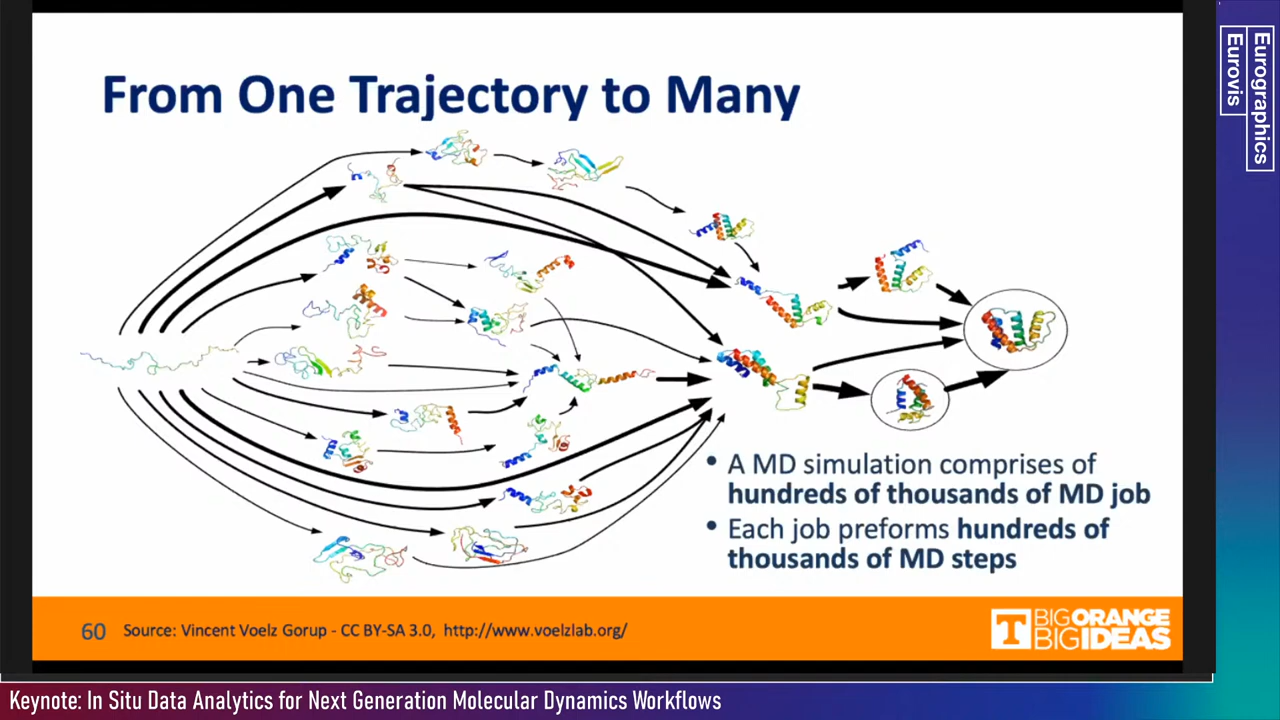 From One Trajectory to Many
• A MD simulation comprises of
hundreds of thousands of MD job
• Each job preforms hundreds of
thousands of MD steps
60
Source: Vincent Voelz Gorup - CC BY-SA 3.0, http://www.voelzlab.org/
T
BIG ORANGE
BIG IDEAS
Eurographics
Eurovis
Keynote: In Situ Data Analytics for Next Generation Molecular Dynamics Workflows